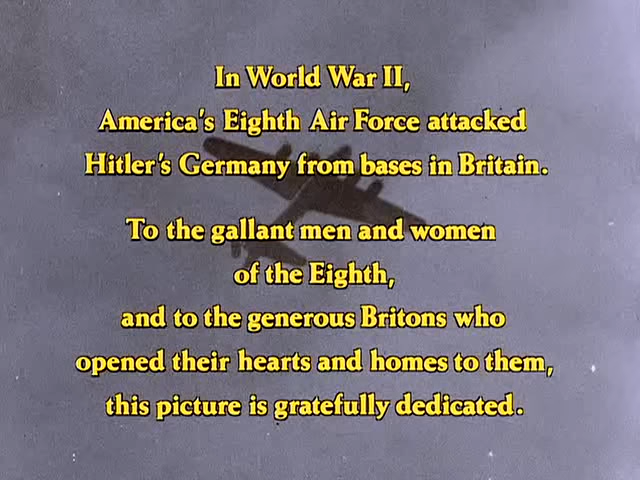 In World War II,
America's Eighth Air Force attacked
Hitler's Germany from bases in Britain.
To the gallant men and women
of the Eighth,
and to the generous Britons who
opened their hearts and homes to them,
this picture is gratefully dedicated.